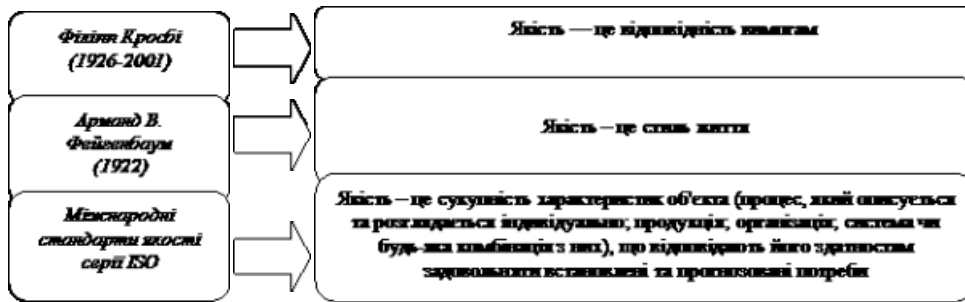 Філіпп Кросбі
(1926-2001)
Якість — це відповідність вимогам
Арманд В.
Фейгенбаум
(1922)
Якість – це стиль життя
Міжнародні
стандарти якості
серії ISO
Якість – це сукупність характеристик об'єкта (процес, який описується
та розглядається індивідуально; продукція; організація; система чи
будь-яка комбінація з них), що відповідають його здатностям
задовольняти встановлені та прогнозовані потреби